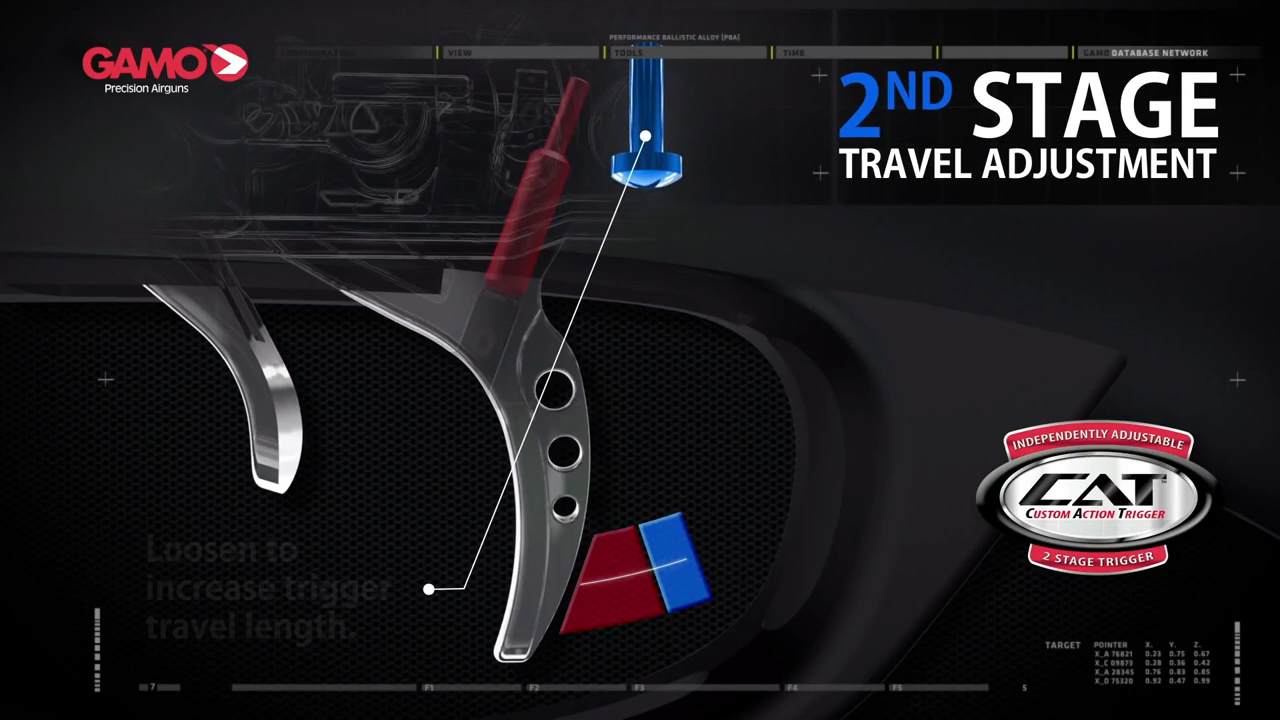 PERFORMANCE BALLISTIC ALLOY [PBA]
VIEW
TOOLS
TIME
GAMO DATABASE NETWORK
GAMO
Precision Airguns
2ND STAGE
TRAVEL ADJUSTMENT
INDEPENDENTLY ADJUSTABLE
CAT™
CUSTOM ACTION TRIGGER
2 STAGE TRIGGER
Loosen to
increase trigger
travel length.
TARGET POINTER X. Y. Z.
X_A 76821 0.23 0.75 0.67
X_C 09873 0.28 0.36 0.42
X_A 28345 0.76 0.83 0.85
X_D 75320 0.92 0.47 0.99
7 F1 F2 F3 F4 F5 S